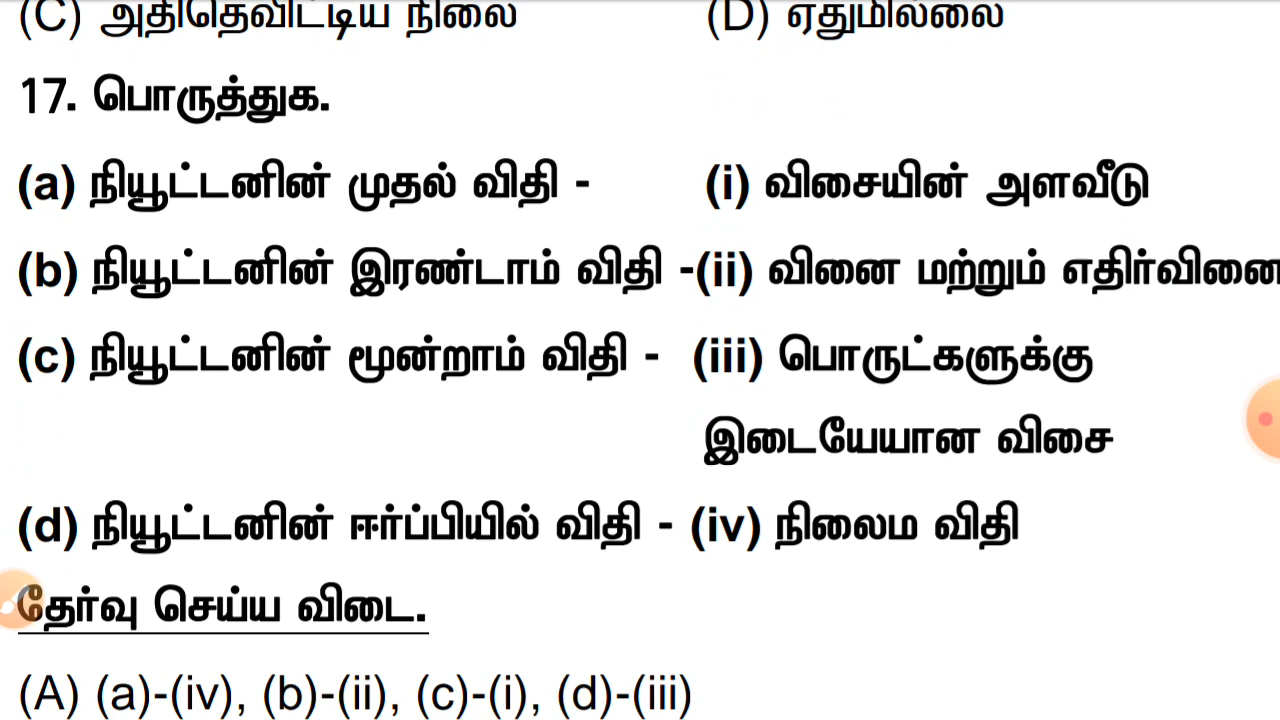 (C) அதிதெவிட்டிய நிலை (D) ஏதுமில்லை
17. பொருத்துக.
(a) நியூட்டனின் முதல் விதி - (i) விசையின் அளவீடு
(b) நியூட்டனின் இரண்டாம் விதி -(ii) வினை மற்றும் எதிர்வினை
(c) நியூட்டனின் மூன்றாம் விதி - (iii) பொருட்களுக்கு
இடையேயான விசை
(d) நியூட்டனின் ஈர்ப்பியில் விதி - (iv) நிலைம விதி
தேர்வு செய்ய விடை.
(A) (a)-(iv), (b)-(ii), (c)-(i), (d)-(iii)